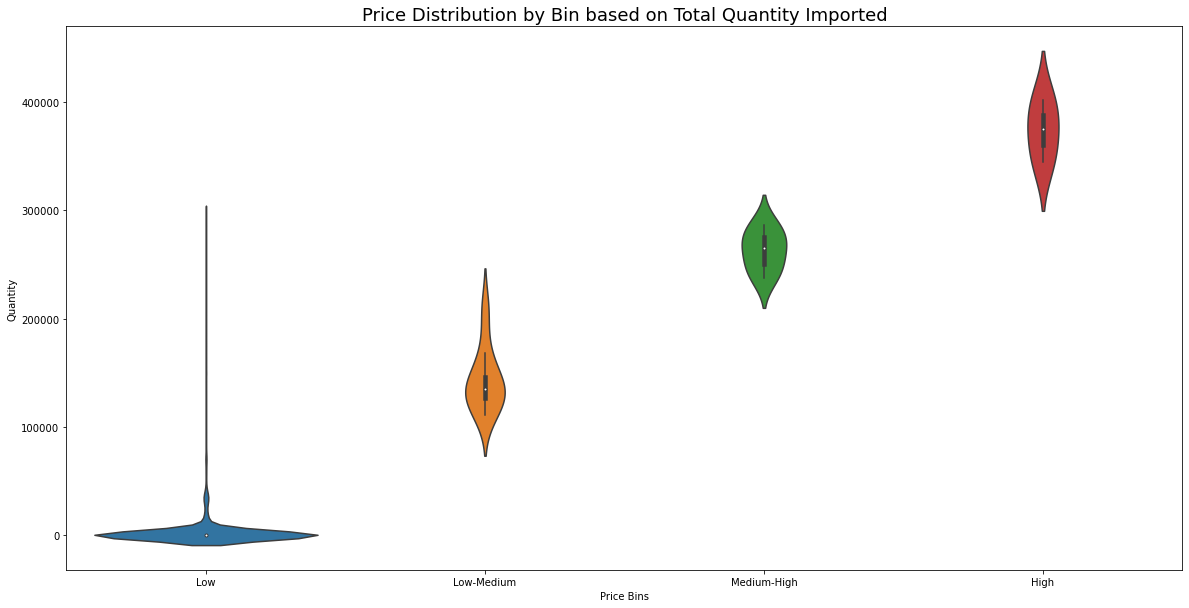 Price Distribution by Bin based on Total Quantity Imported
400000
300000
200000
100000
0
Quantity
Low
Low-Medium
Medium-High
High
Price Bins